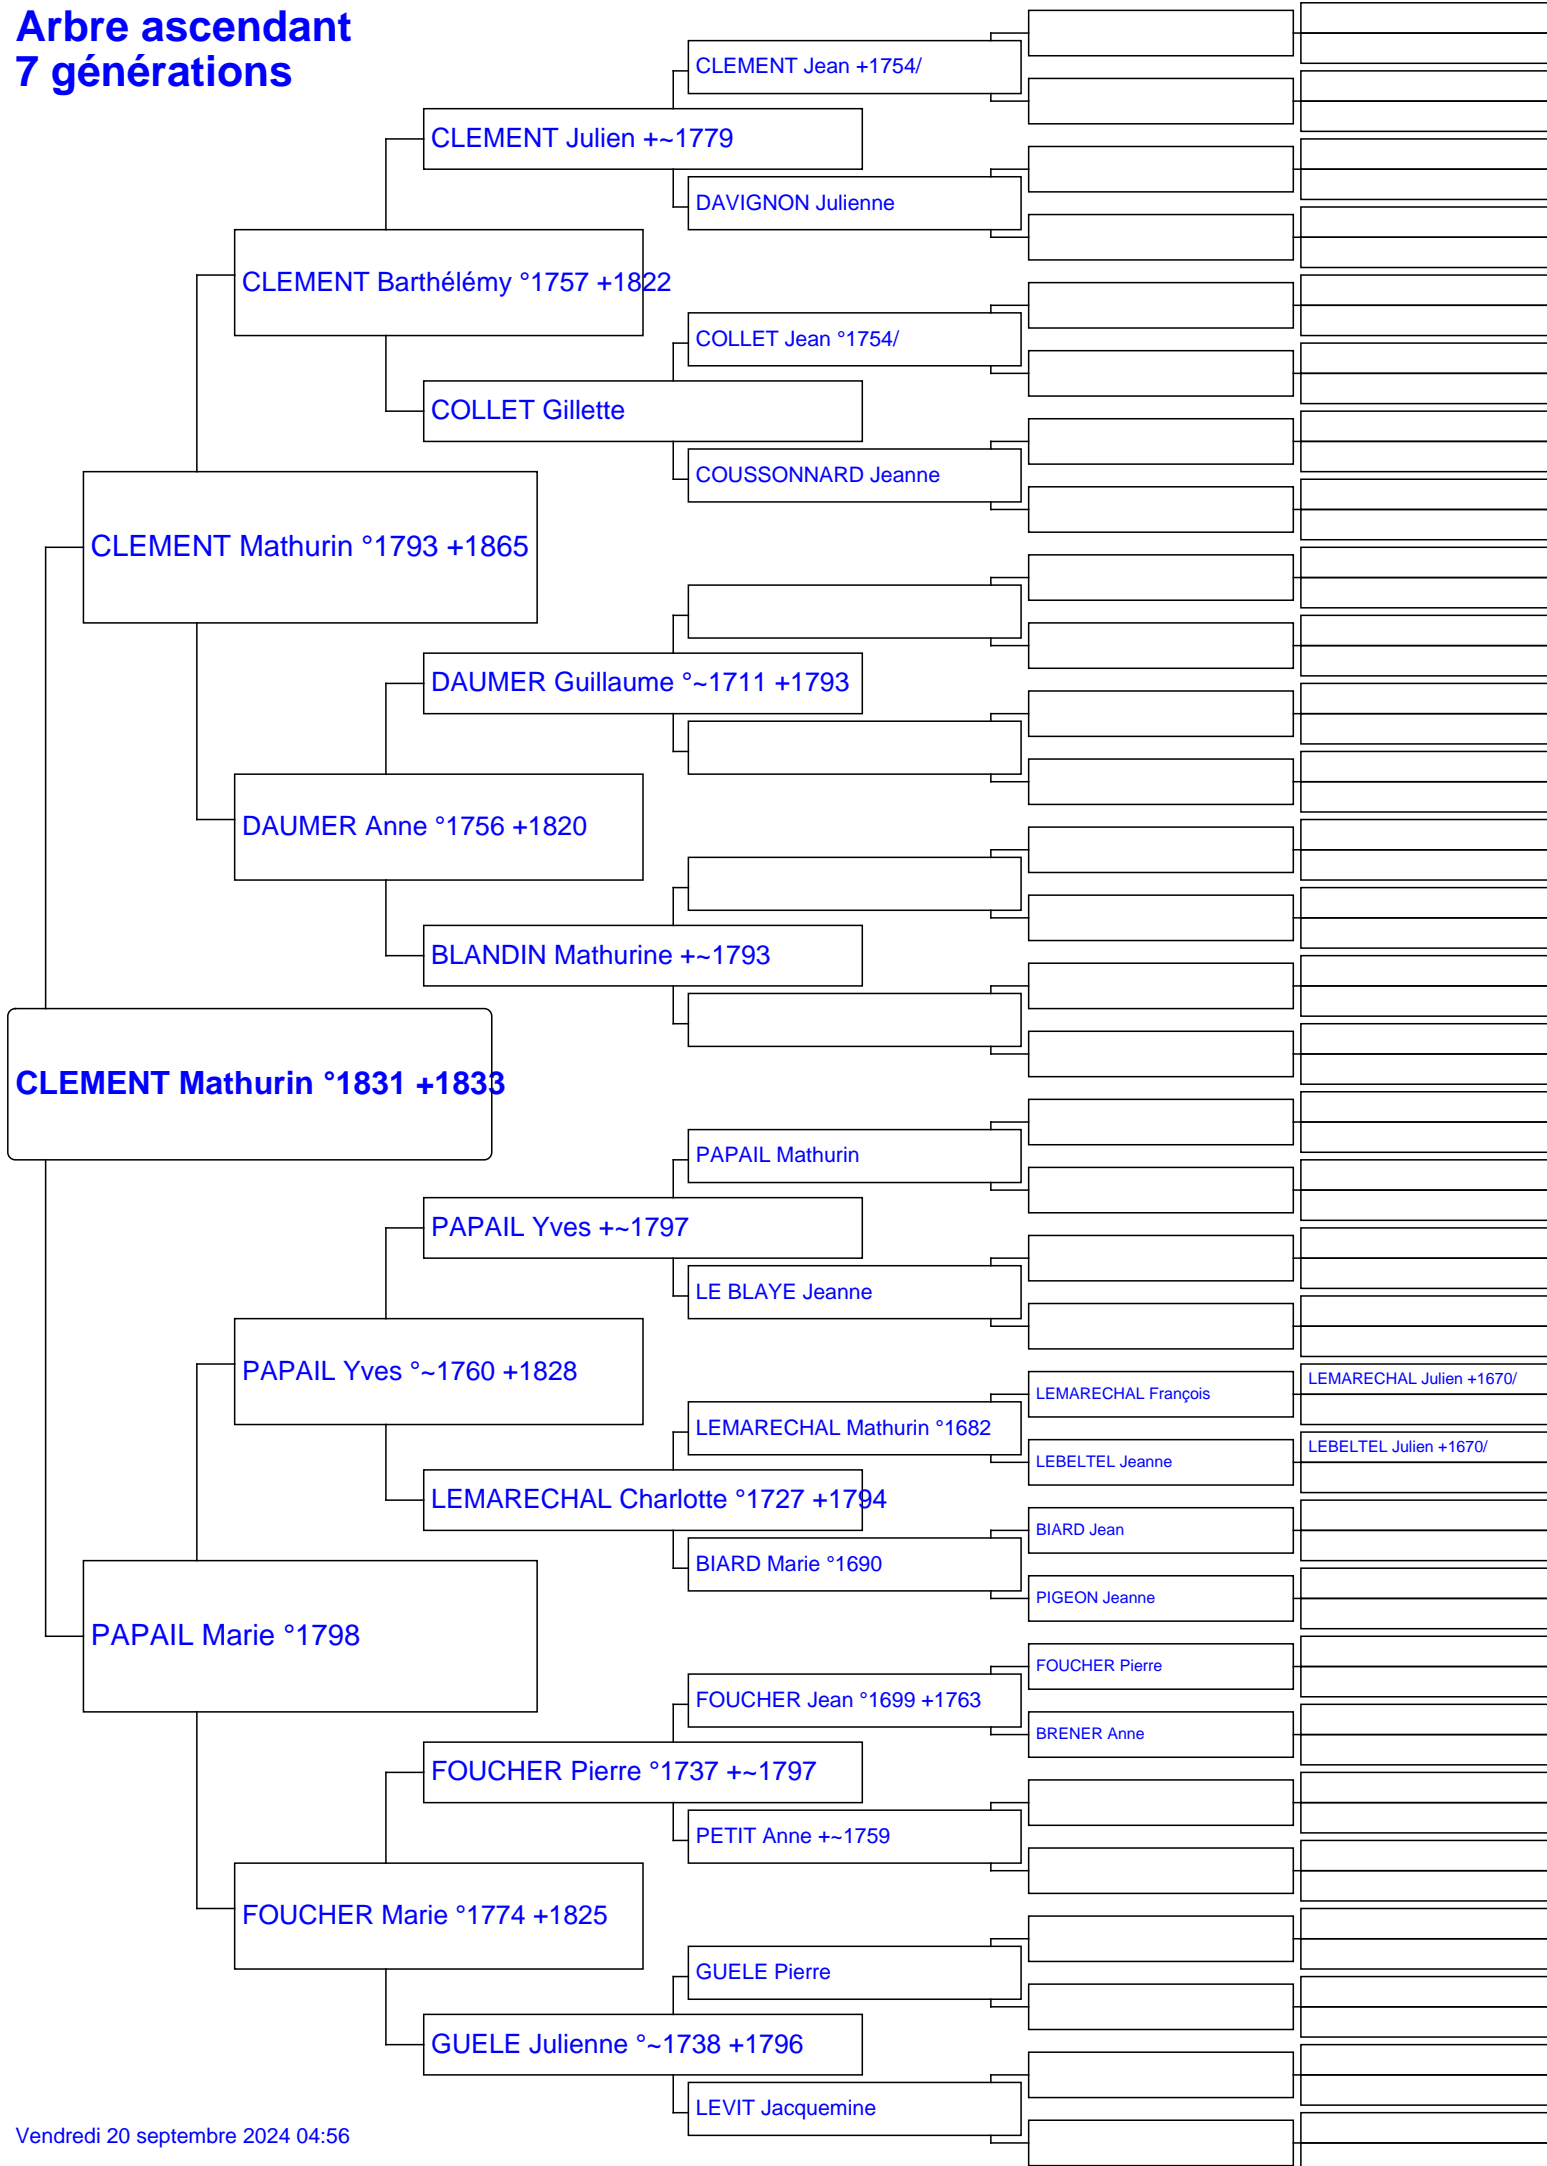 Arbre ascendant
7 générations
CLEMENT Jean +1754/
CLEMENT Julien +~1779
DAVIGNON Julienne
CLEMENT Barthélémy °1757 +1822
COLLET Jean °1754/
COLLET Gillette
COUSSONNARD Jeanne
CLEMENT Mathurin °1793 +1865
DAUMER Guillaume °~1711 +1793
DAUMER Anne °1756 +1820
BLANDIN Mathurine +~1793
CLEMENT Mathurin °1831 +1833
PAPAIL Mathurin
PAPAIL Yves +~1797
LE BLAYE Jeanne
PAPAIL Yves °~1760 +1828
LEMARECHAL Julien +1670/
LEMARECHAL François
LEMARECHAL Mathurin °1682
LEBELTEL Julien +1670/
LEBELTEL Jeanne
LEMARECHAL Charlotte °1727 +1794
BIARD Jean
BIARD Marie °1690
PIGEON Jeanne
PAPAIL Marie °1798
FOUCHER Pierre
FOUCHER Jean °1699 +1763
BRENER Anne
FOUCHER Pierre °1737 +~1797
PETIT Anne +~1759
FOUCHER Marie °1774 +1825
GUELE Pierre
GUELE Julienne °~1738 +1796
LEVIT Jacquemine
Vendredi 20 septembre 2024 04:56